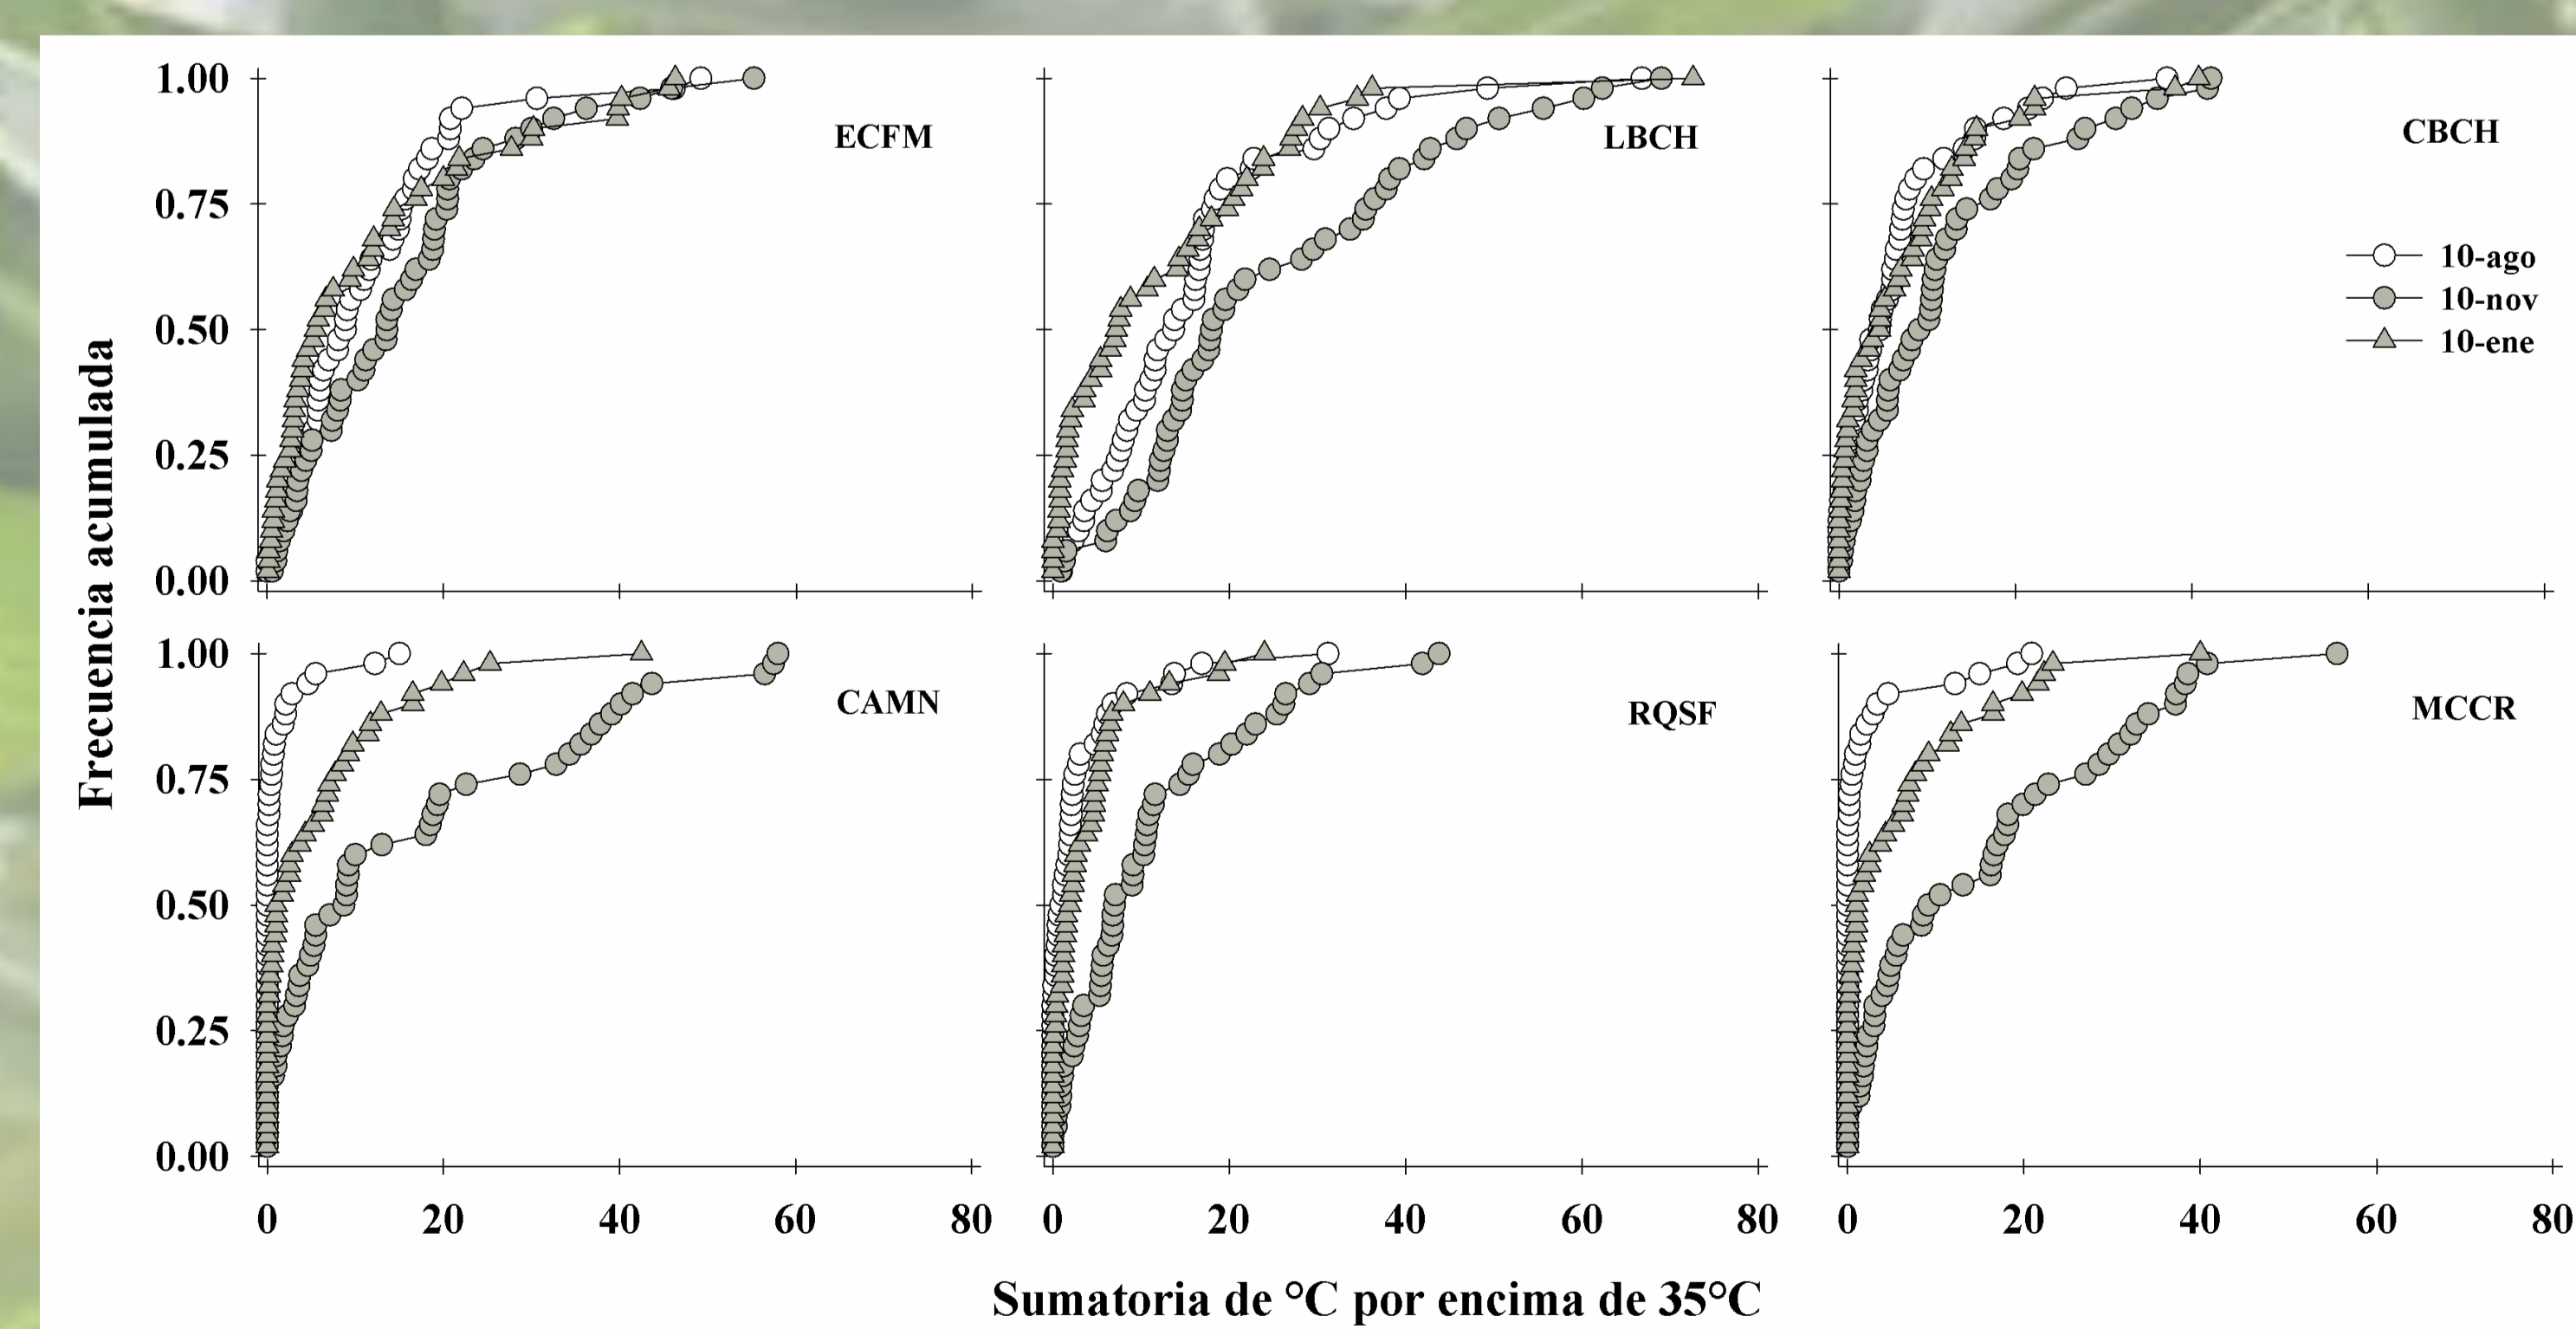 Frecuencia acumulada
1.00
0.75
0.50
0.25
0.00
ECFM
LBCH
CBCH
10-ago
10-nov
10-ene
1.00
0.75
0.50
0.25
0.00
CAMN
RQSF
MCCR
0 20 40 60 80 0 20 40 60 80 0 20 40 60 80
Sumatoria de °C por encima de 35°C